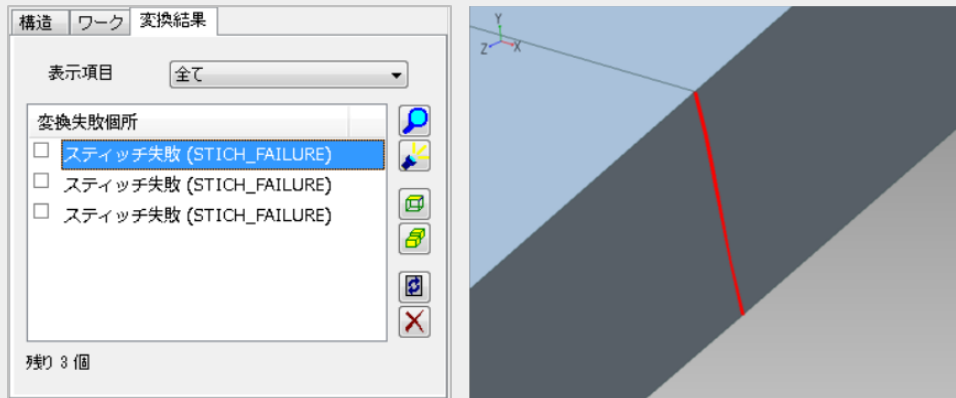 構造 ワーク 変換結果
表示項目 全て
変換失敗個所
スティッチ失敗 (STICH_FAILURE)
スティッチ失敗 (STICH_FAILURE)
スティッチ失敗 (STICH_FAILURE)
残り 3 個
Y
Z X